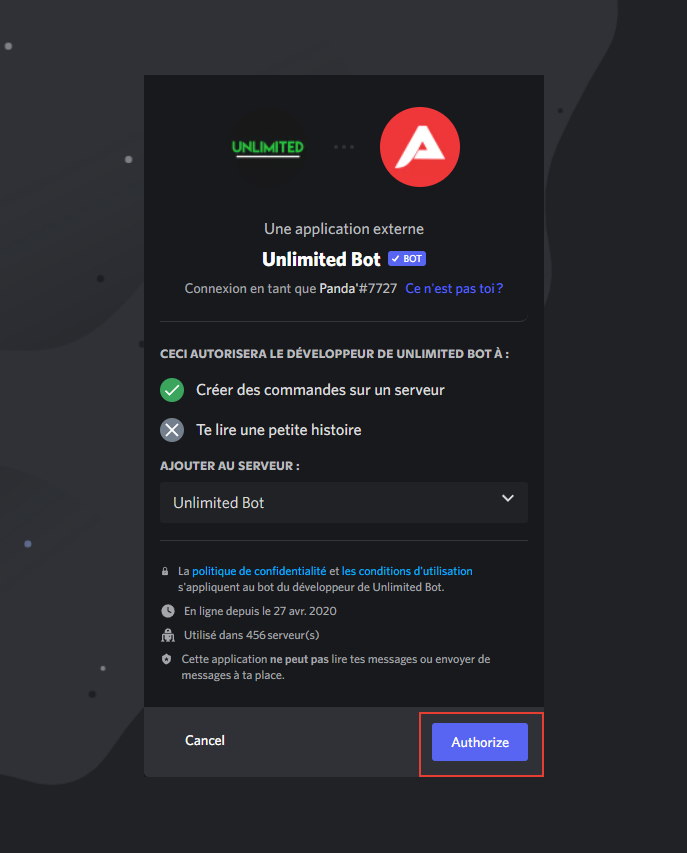 UNLIMITED
Une application externe
Unlimited Bot ✓ BOT
Connexion en tant que Panda'#7727 Ce n'est pas toi ?
CECI AUTORISERA LE DÉVELOPPEUR DE UNLIMITED BOT À :
Créer des commandes sur un serveur
Te lire une petite histoire
AJOUTER AU SERVEUR :
Unlimited Bot
La politique de confidentialité et les conditions d'utilisation
s'appliquent au bot du développeur de Unlimited Bot.
En ligne depuis le 27 avr. 2020
Utilisé dans 456 serveur(s)
Cette application ne peut pas lire tes messages ou envoyer de
messages à ta place.
Cancel
Authorize